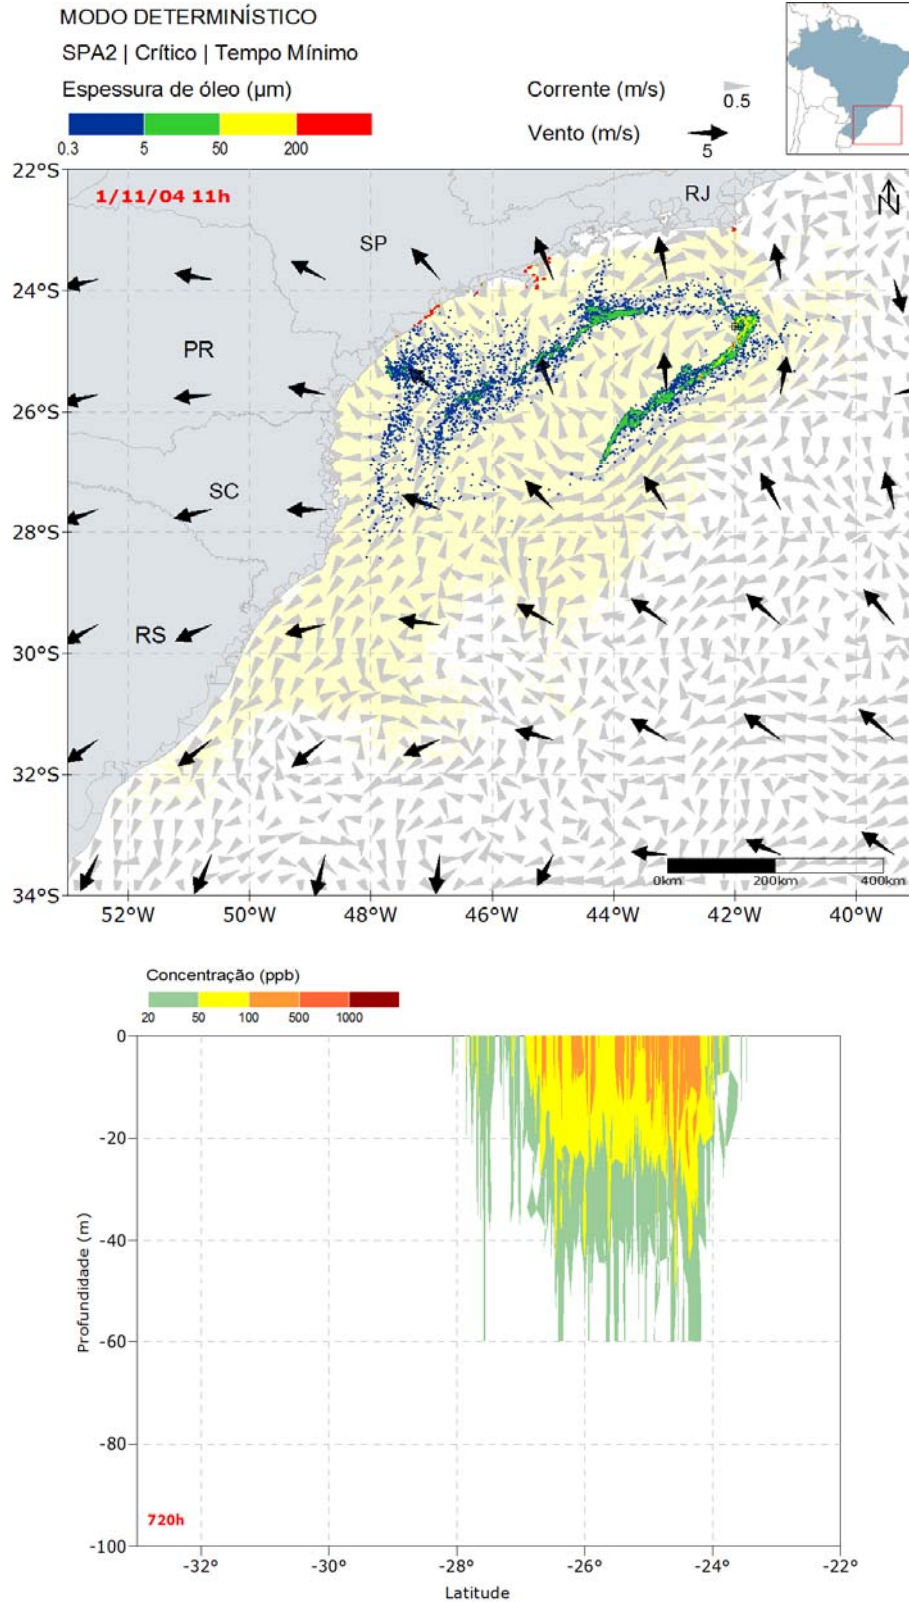 MODO DETERMINÍSTICO
SPA2 | Crítico | Tempo Mínimo
Espessura de óleo (µm)
0.3 5 50 200
Corrente (m/s) 0.5
Vento (m/s) 5
22°S
24°S
26°S
28°S
30°S
32°S
34°S
1/11/04 11h
RJ
N
SP
PR
SC
RS
0km 200km 400km
52°W 50°W 48°W 46°W 44°W 42°W 40°W
Concentração (ppb)
20 50 100 500 1000
0
-20
-40
-60
-80
-100
Profundidade (m)
720h
-32° -30° -28° -26° -24° -22°
Latitude